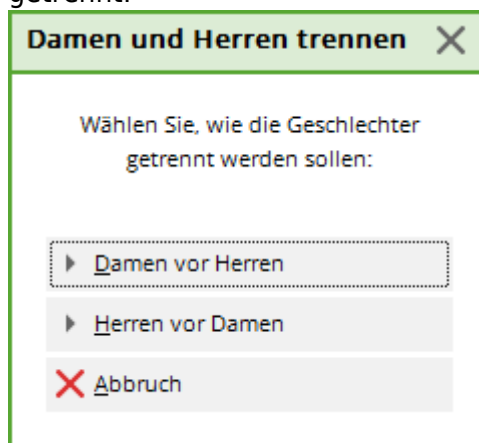 getrennt.
Damen und Herren trennen
Wählen Sie, wie die Geschlechter
getrennt werden sollen:
Damen vor Herren
Herren vor Damen
Abbruch